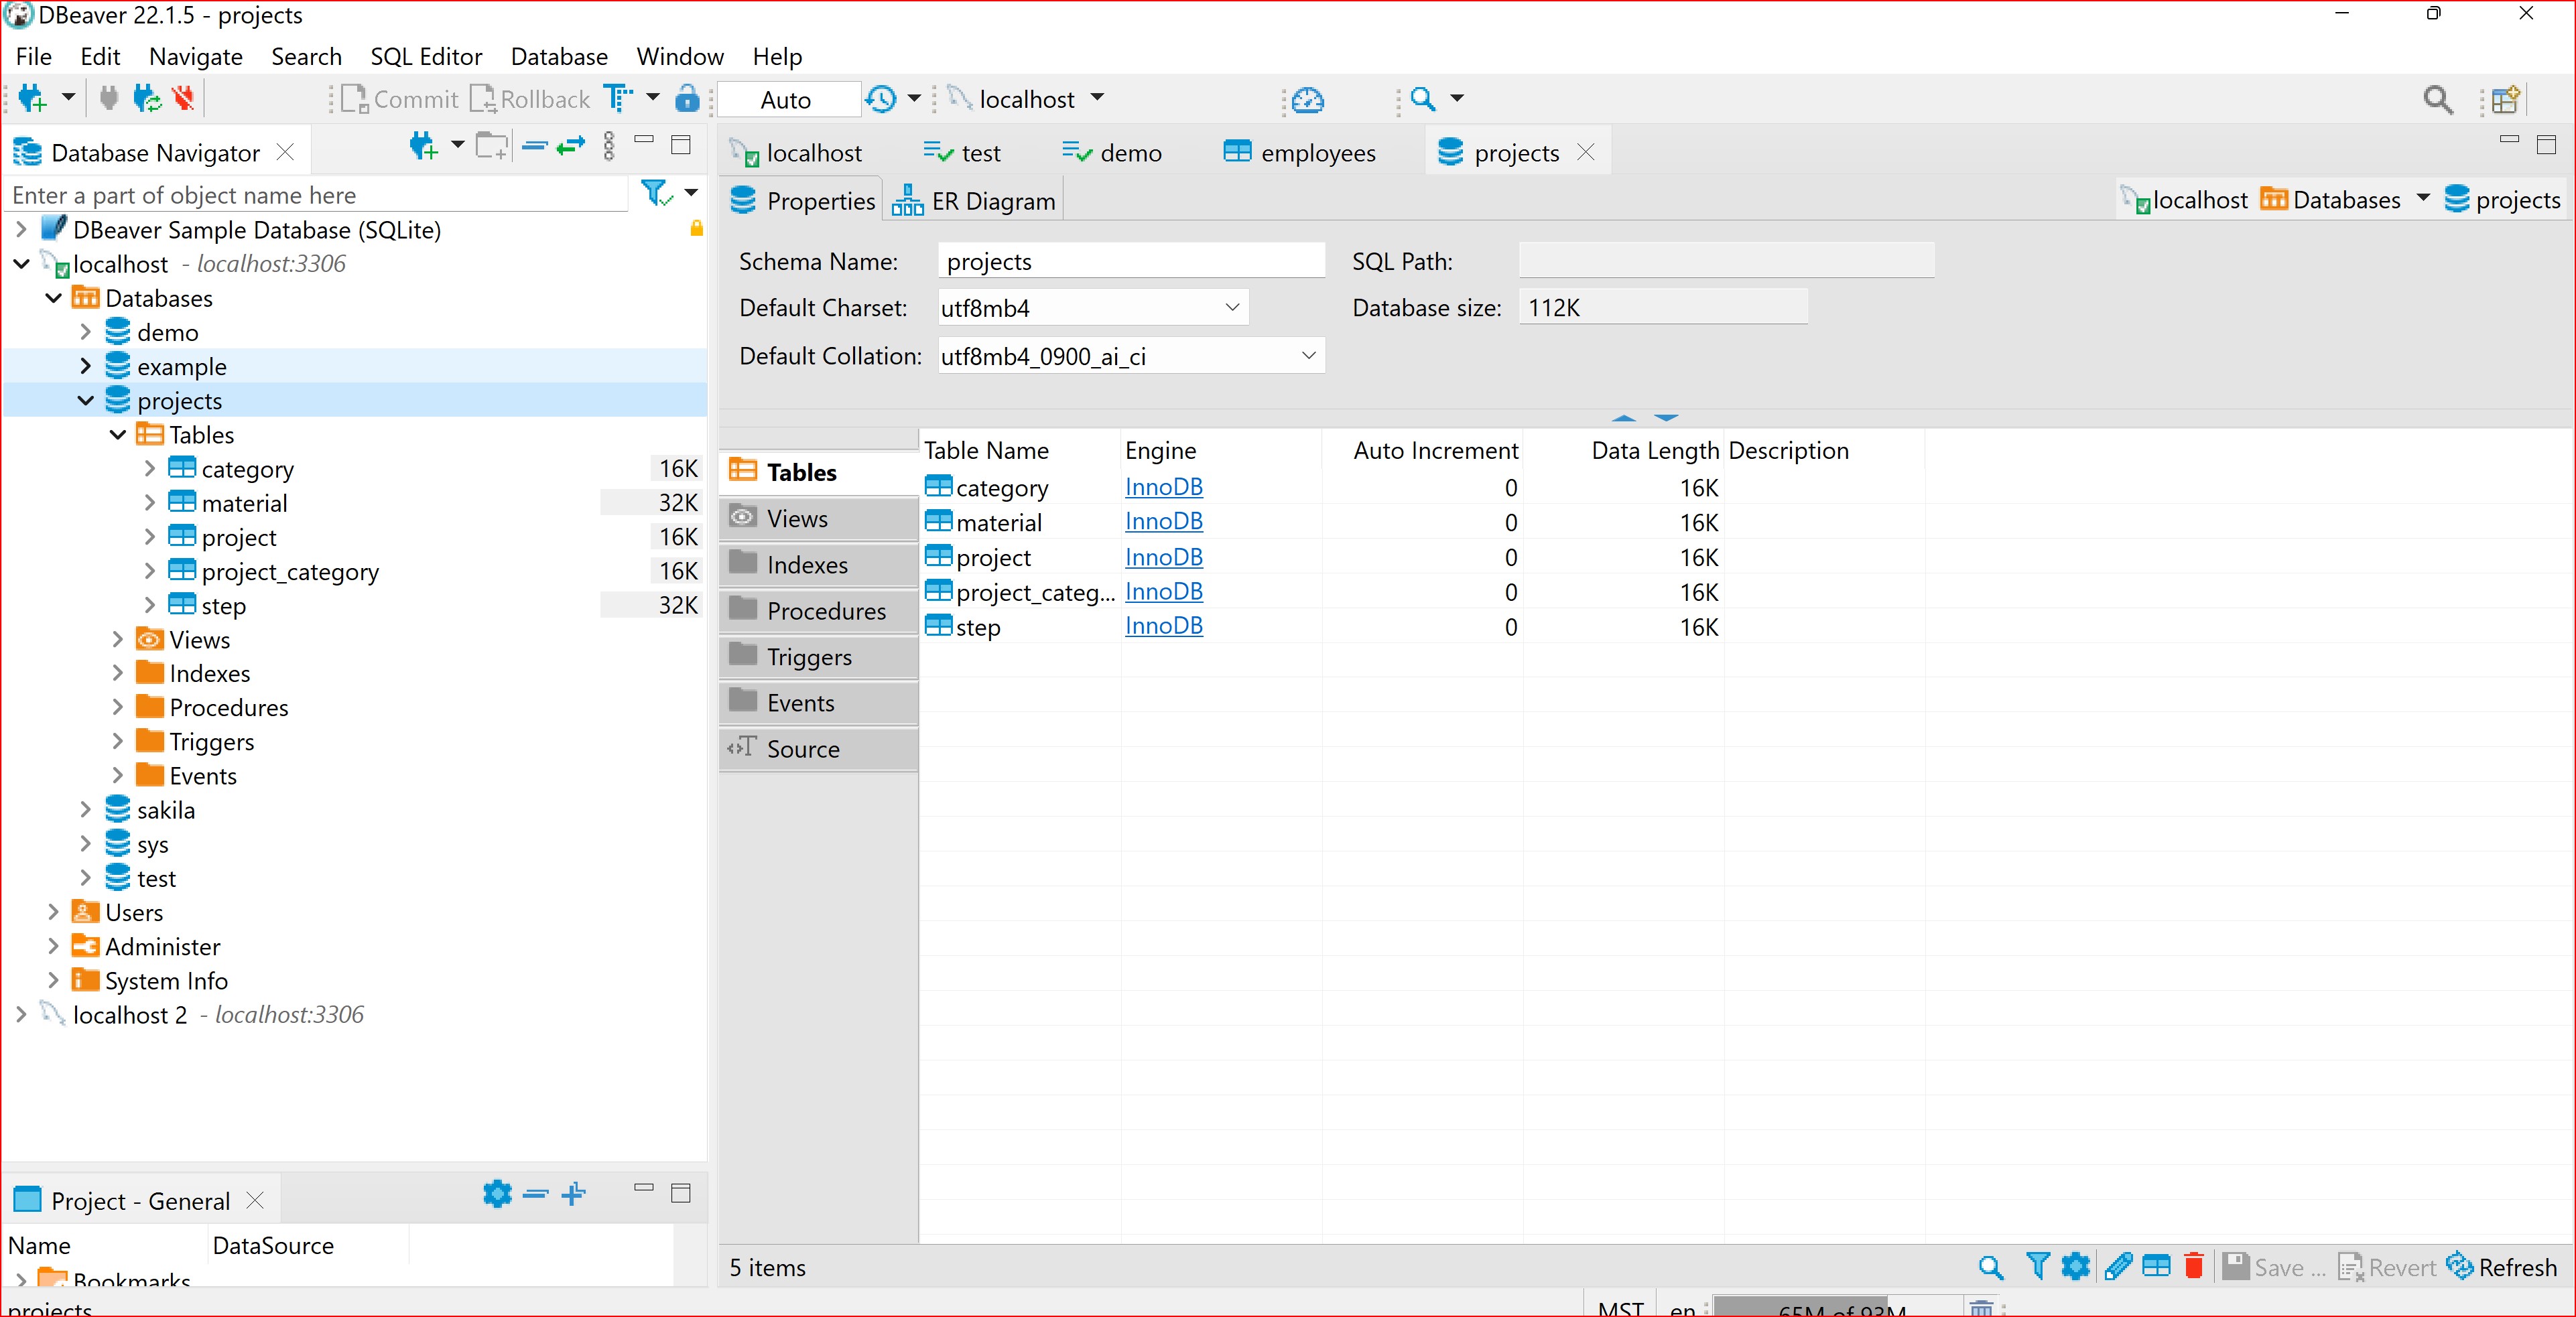 DBeaver 22.1.5 - projects
File Edit Navigate Search SQL Editor Database Window Help
Commit Rollback Auto localhost
Database Navigator
localhost test demo employees projects
Enter a part of object name here
Properties ER Diagram
localhost Databases projects
DBeaver Sample Database (SQLite)
localhost - localhost:3306
Databases
demo
example
projects
Tables
category 16K
material 32K
project 16K
project_category 16K
step 32K
Views
Indexes
Procedures
Triggers
Events
sakila
sys
test
Users
Administer
System Info
localhost 2 - localhost:3306
Schema Name: projects
SQL Path:
Default Charset: utf8mb4
Database size: 112K
Default Collation: utf8mb4_0900_ai_ci
Tables
Views
Indexes
Procedures
Triggers
Events
Source
Table Name Engine Auto Increment Data Length Description
category InnoDB 0 16K
material InnoDB 0 16K
project InnoDB 0 16K
project_categ... InnoDB 0 16K
step InnoDB 0 16K
Project - General
Name DataSource
Bookmarks
5 items
Save ... Revert Refresh
projects
MST en 65M of 93M